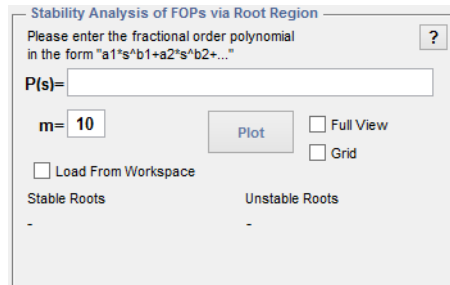 Stability Analysis of FOPs via Root Region
Please enter the fractional order polynomial
in the form "a1*s^b1+a2*s^b2+..."
?
P(s)=
m= 10
Plot
Full View
Grid
Load From Workspace
Stable Roots
Unstable Roots
-
-